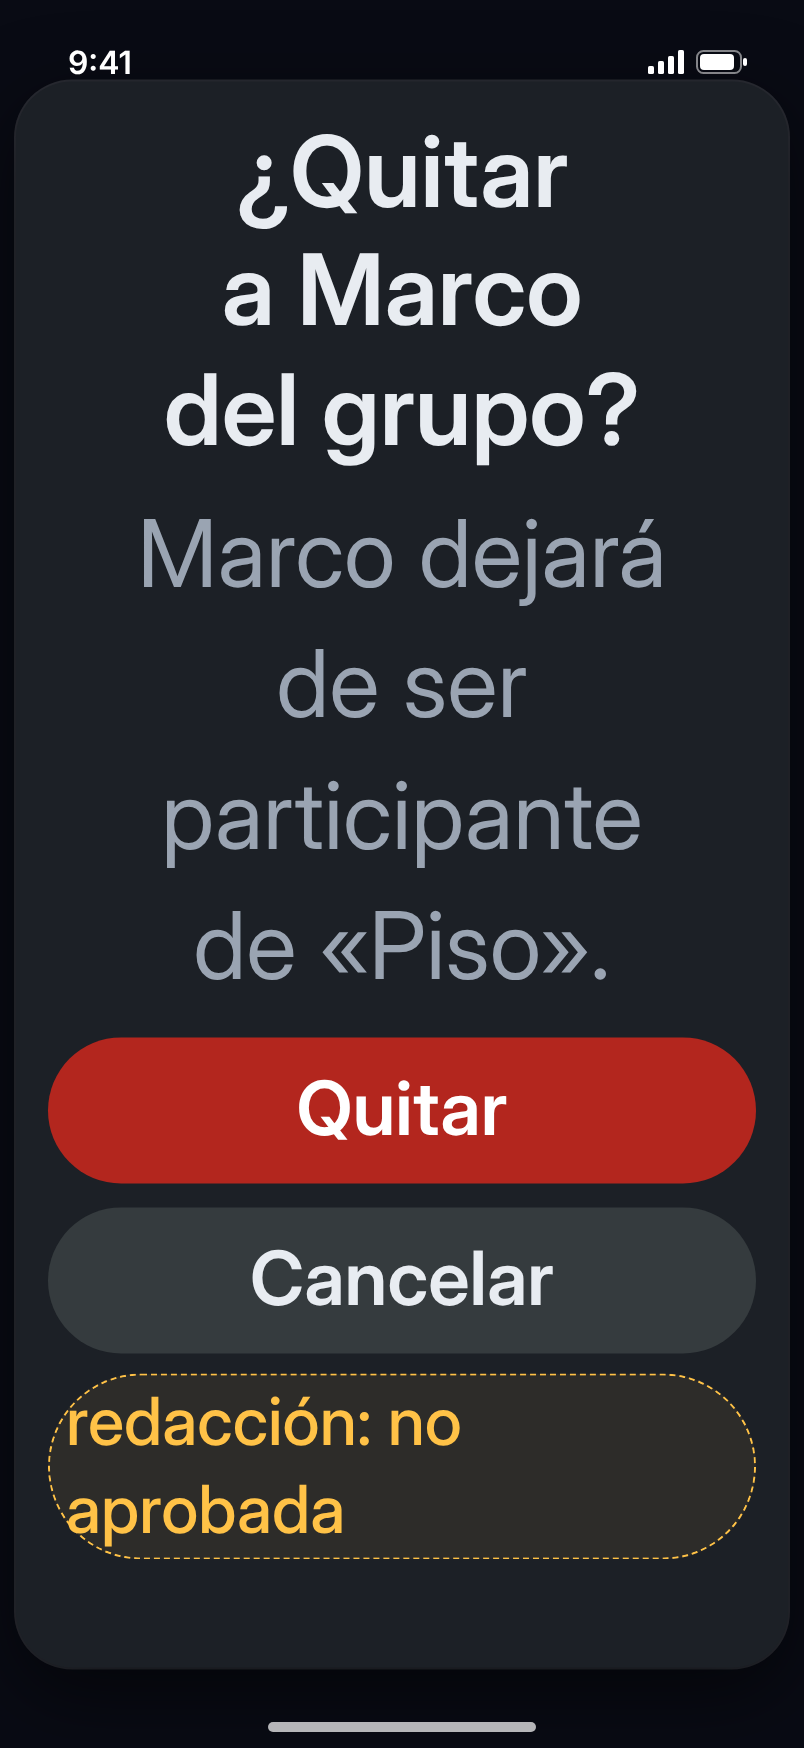 9:41
¿Quitar
a Marco
del grupo?
Marco dejará
de ser
participante
de «Piso».
Quitar
Cancelar
redacción: no
aprobada